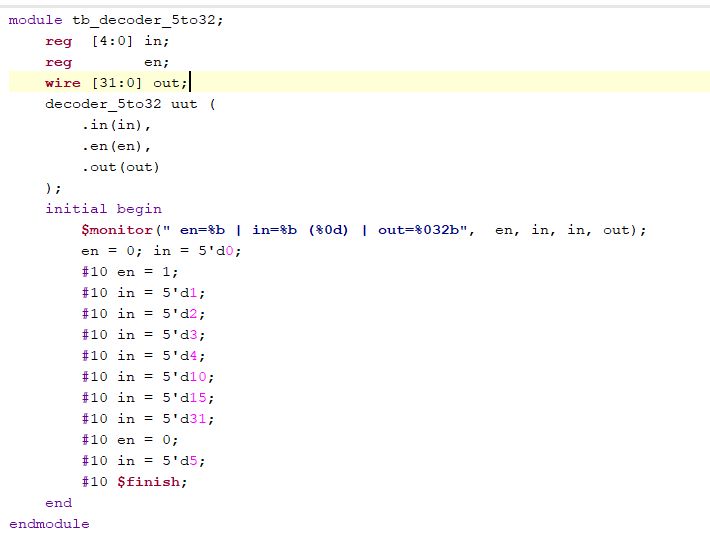 module tb_decoder_5to32;
    reg  [4:0] in;
    reg        en;
    wire [31:0] out;
    decoder_5to32 uut (
        .in(in),
        .en(en),
        .out(out)
    );
    initial begin
        $monitor(" en=%b | in=%b (%0d) | out=%032b",  en, in, in, out);
        en = 0; in = 5'd0;
        #10 en = 1;
        #10 in = 5'd1;
        #10 in = 5'd2;
        #10 in = 5'd3;
        #10 in = 5'd4;
        #10 in = 5'd10;
        #10 in = 5'd15;
        #10 in = 5'd31;
        #10 en = 0;
        #10 in = 5'd5;
        #10 $finish;
    end
endmodule